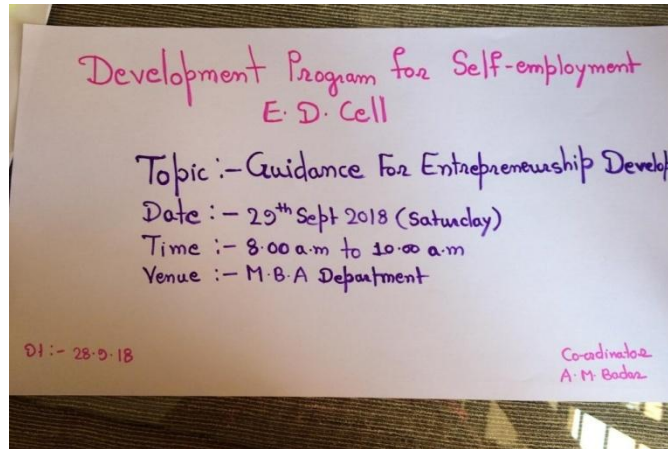 Development Program for Self-employment
E. D. Cell
Topic :- Guidance For Entrepreneurship Develop
Date :- 29th Sept 2018 (Saturday)
Time :- 8.00 a.m to 10.00 a.m
Venue :- M.B.A Department
Dt :- 28.9.18
Co-ordinator
A. M. Badar